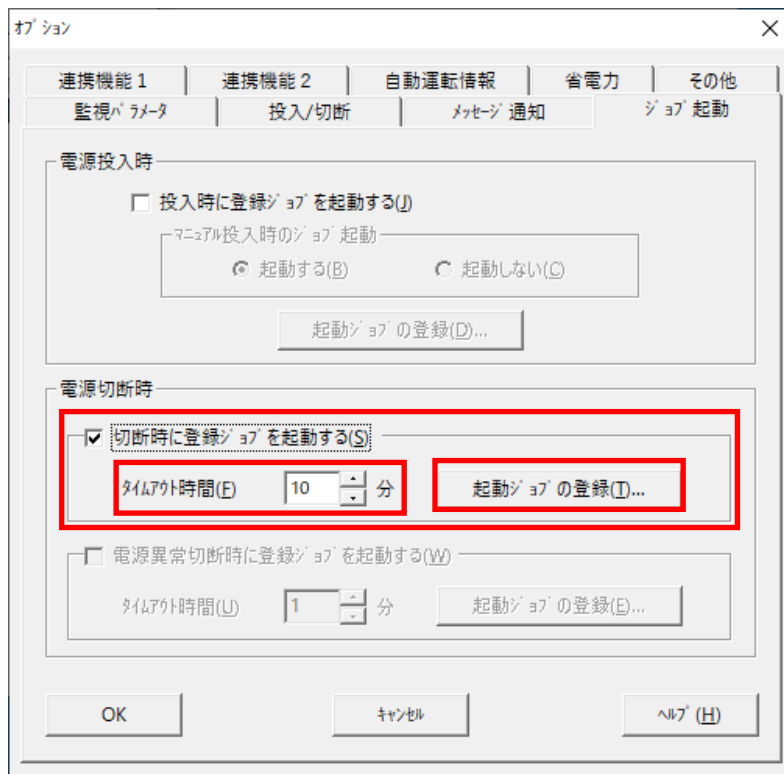 ｵﾌﾟｼｮﾝ
連携機能１ 連携機能２ 自動運転情報 省電力 その他
監視ﾊﾟﾗﾒｰﾀ 投入/切断 ﾒｯｾｰｼﾞ通知 ｼﾞｮﾌﾞ起動
電源投入時
投入時に登録ｼﾞｮﾌﾞを起動する(J)
ﾏﾆｭｱﾙ投入時のｼﾞｮﾌﾞ起動
起動する(B) 起動しない(C)
起動ｼﾞｮﾌﾞの登録(D)...
電源切断時
切断時に登録ｼﾞｮﾌﾞを起動する(S)
ﾀｲﾑｱｳﾄ時間(F) 10 分 起動ｼﾞｮﾌﾞの登録(T)...
電源異常切断時に登録ｼﾞｮﾌﾞを起動する(W)
ﾀｲﾑｱｳﾄ時間(U) 1 分 起動ｼﾞｮﾌﾞの登録(E)...
OK ｷｬﾝｾﾙ ﾍﾙﾌﾟ(H)